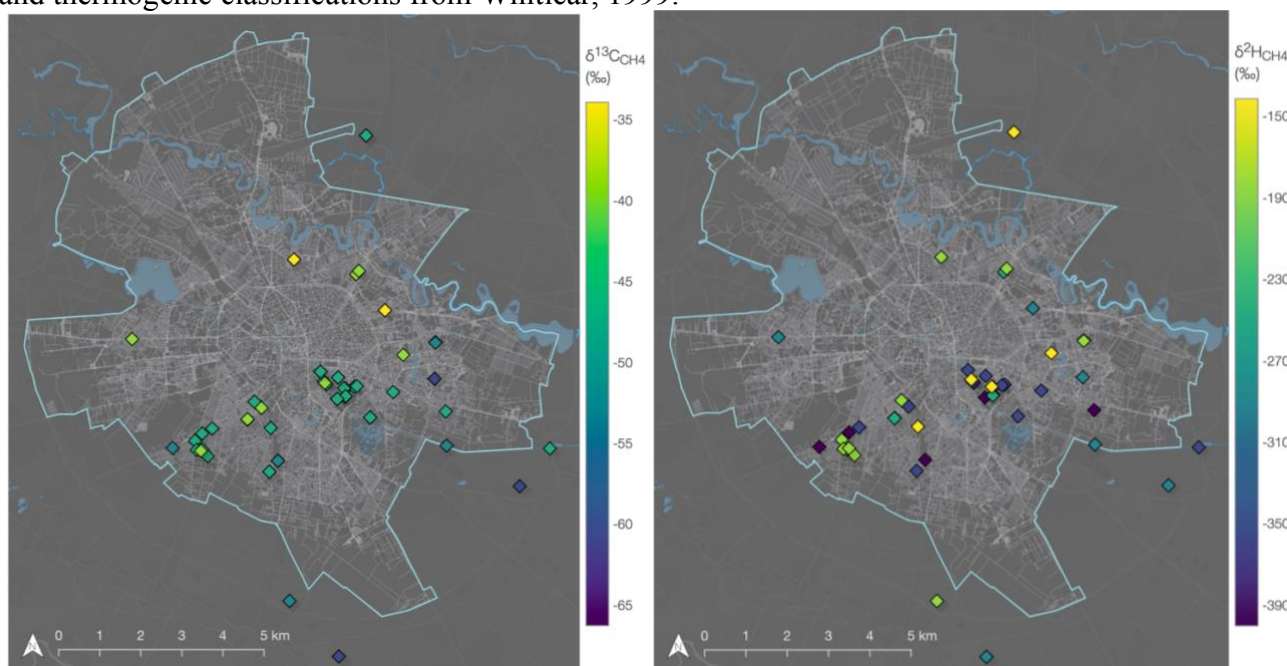 and thermogenic classifications from Whiticar, 1999.
δ13CCH4
(‰)
-35
-40
-45
-50
-55
-60
-65
N
0 1 2 3 4 5 km
δ2HCH4
(‰)
-150
-190
-230
-270
-310
-350
-390
N
0 1 2 3 4 5 km